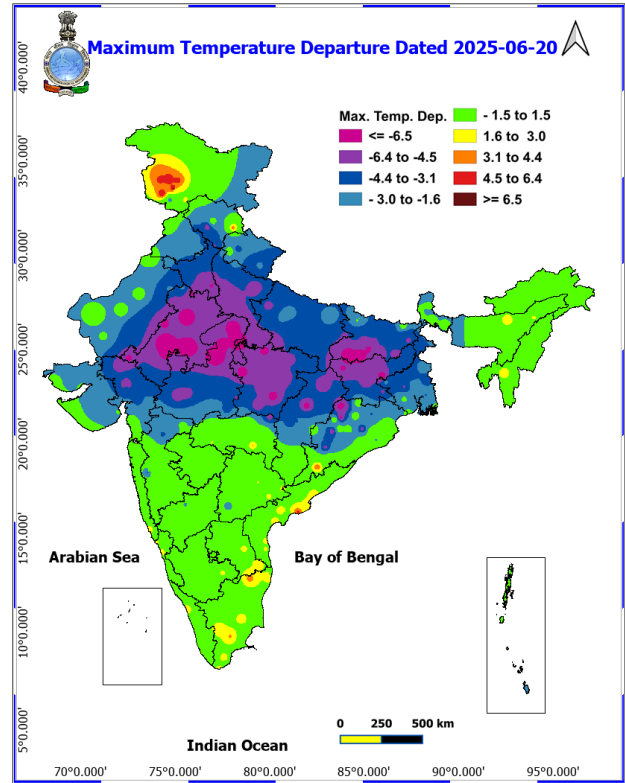 Maximum Temperature Departure Dated 2025-06-20
Max. Temp. Dep.
<= -6.5
-6.4 to -4.5
-4.4 to -3.1
- 3.0 to -1.6
- 1.5 to 1.5
1.6 to 3.0
3.1 to 4.4
4.5 to 6.4
>= 6.5
40°0.000'
35°0.000'
30°0.000'
25°0.000'
20°0.000'
15°0.000'
10°0.000'
5°0.000'
Arabian Sea
Bay of Bengal
Indian Ocean
0 250 500 km
70°0.000' 75°0.000' 80°0.000' 85°0.000' 90°0.000' 95°0.000'